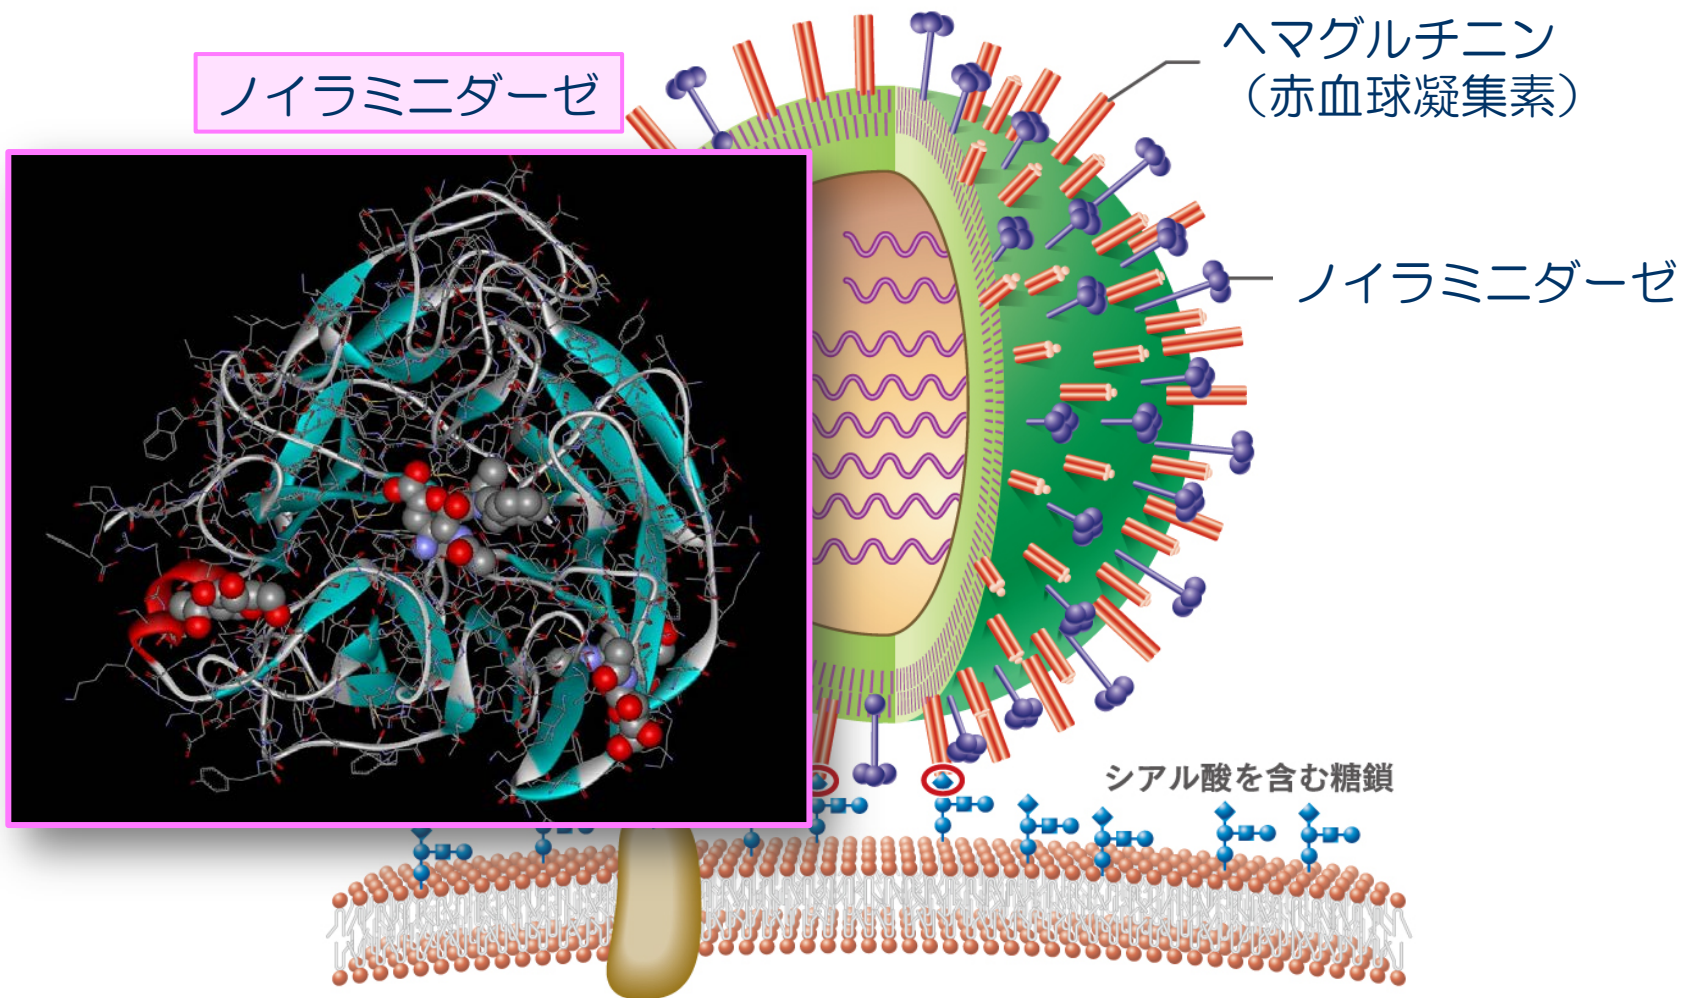 ノイラミニダーゼ
ヘマグルチニン
（赤血球凝集素）
ノイラミニダーゼ
シアル酸を含む糖鎖